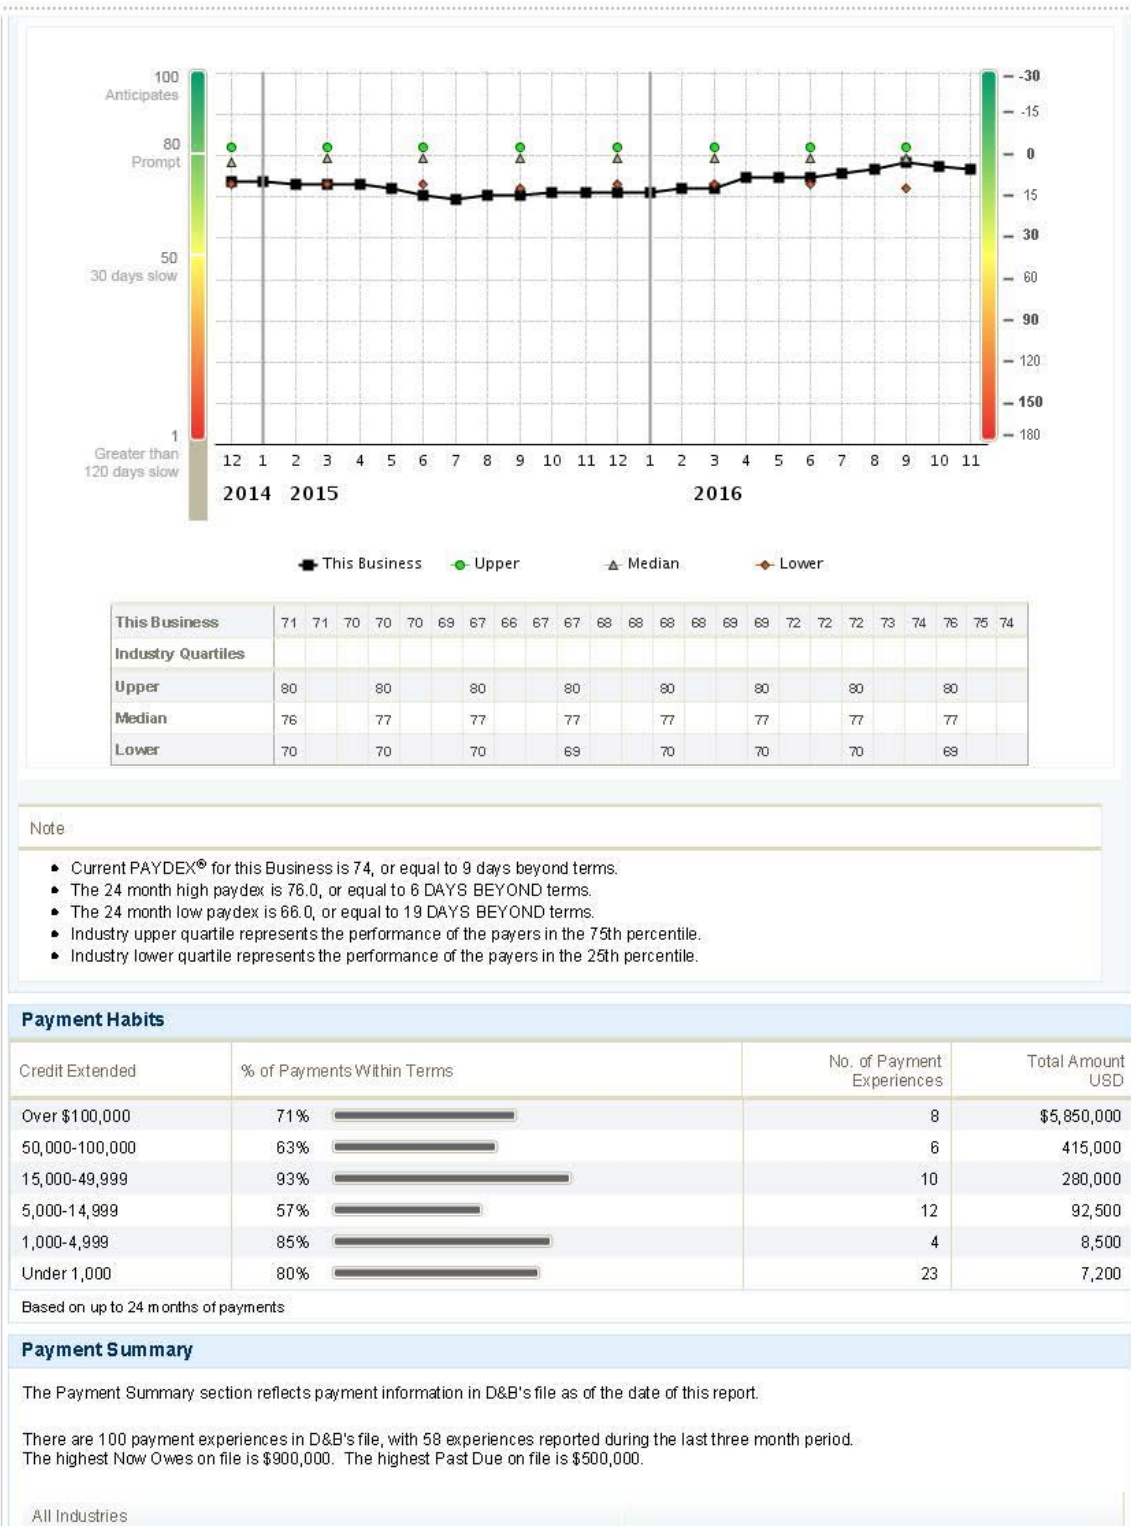 100
Anticipates
80
Prompt
50
30 days slow
1
Greater than
120 days slow
-30
-15
0
15
30
60
90
120
150
180
12 1 2 3 4 5 6 7 8 9 10 11 12 1 2 3 4 5 6 7 8 9 10 11
2014 2015 2016
This Business Upper Median Lower
This Business 71 71 70 70 70 69 67 66 67 67 68 68 68 68 69 69 72 72 72 73 74 76 75 74
Industry Quartiles
Upper 80 80 80 80 80 80 80 80
Median 76 77 77 77 77 77 77 77
Lower 70 70 70 69 70 70 70 69
Note
• Current PAYDEX® for this Business is 74, or equal to 9 days beyond terms.
• The 24 month high paydex is 76.0, or equal to 6 DAYS BEYOND terms.
• The 24 month low paydex is 66.0, or equal to 19 DAYS BEYOND terms.
• Industry upper quartile represents the performance of the payers in the 75th percentile.
• Industry lower quartile represents the performance of the payers in the 25th percentile.
Payment Habits
Credit Extended % of Payments Within Terms No. of Payment Experiences Total Amount USD
Over $100,000 71% 8 $5,850,000
50,000-100,000 63% 6 415,000
15,000-49,999 93% 10 280,000
5,000-14,999 57% 12 92,500
1,000-4,999 85% 4 8,500
Under 1,000 80% 23 7,200
Based on up to 24 months of payments
Payment Summary
The Payment Summary section reflects payment information in D&B's file as of the date of this report.
There are 100 payment experiences in D&B's file, with 58 experiences reported during the last three month period.
The highest Now Owes on file is $900,000. The highest Past Due on file is $500,000.
All Industries